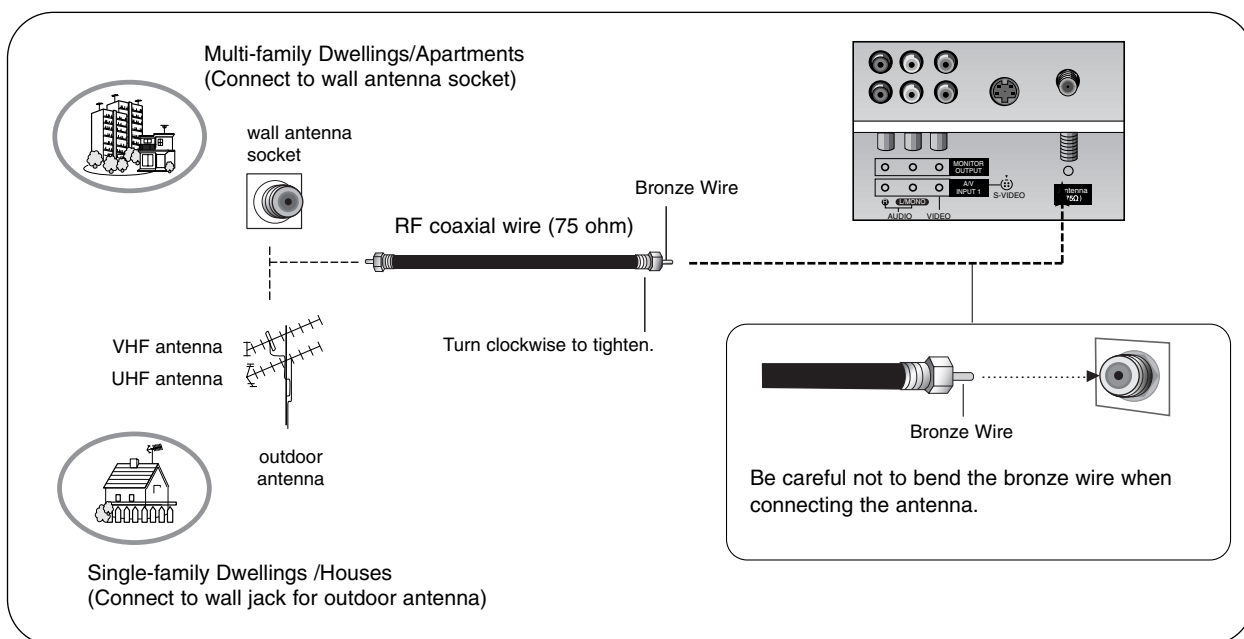 Multi-family Dwellings/Apartments
(Connect to wall antenna socket)
wall antenna
socket
Bronze Wire
RF coaxial wire (75 ohm)
Turn clockwise to tighten.
VHF antenna
UHF antenna
outdoor
antenna
Single-family Dwellings /Houses
(Connect to wall jack for outdoor antenna)
MONITOR
OUTPUT
A/V
INPUT 1
S-VIDEO
R
L/MONO
AUDIO
VIDEO
ntenna
75Ω)
Bronze Wire
Be careful not to bend the bronze wire when
connecting the antenna.